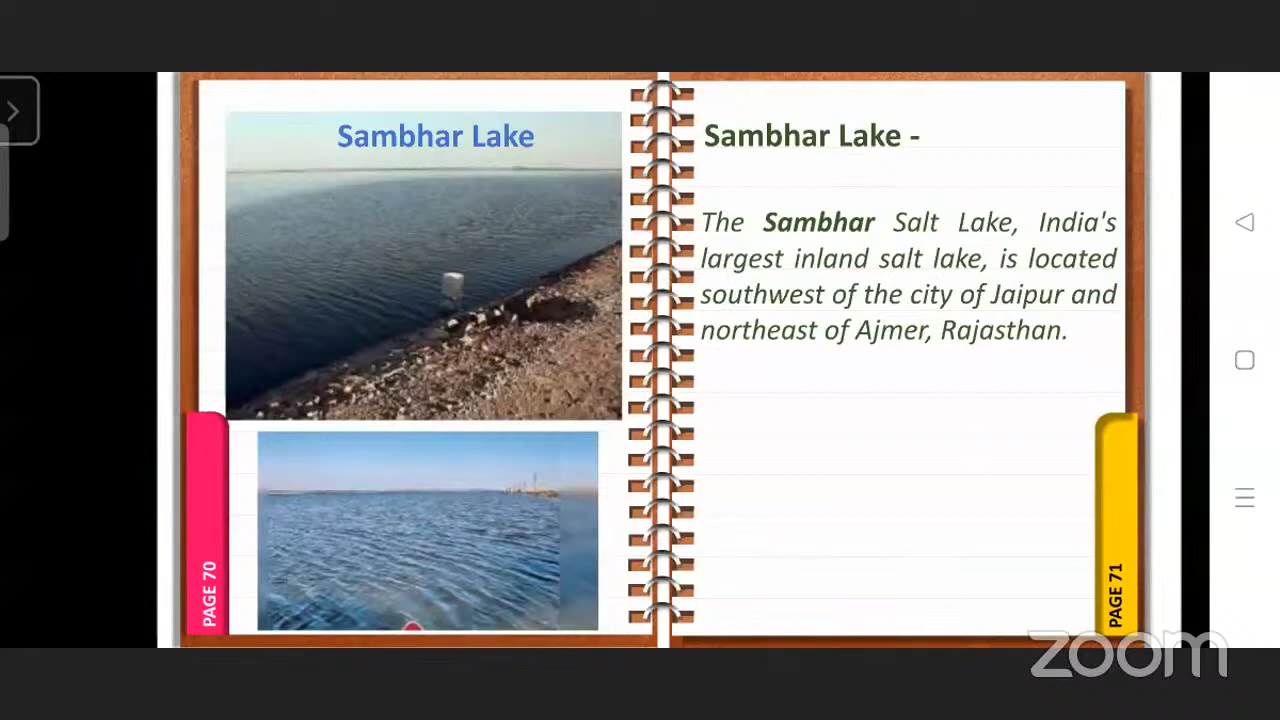 Sambhar Lake
PAGE 70
Sambhar Lake -
The Sambhar Salt Lake, India's
largest inland salt lake, is located
southwest of the city of Jaipur and
northeast of Ajmer, Rajasthan.
PAGE 71
zoom